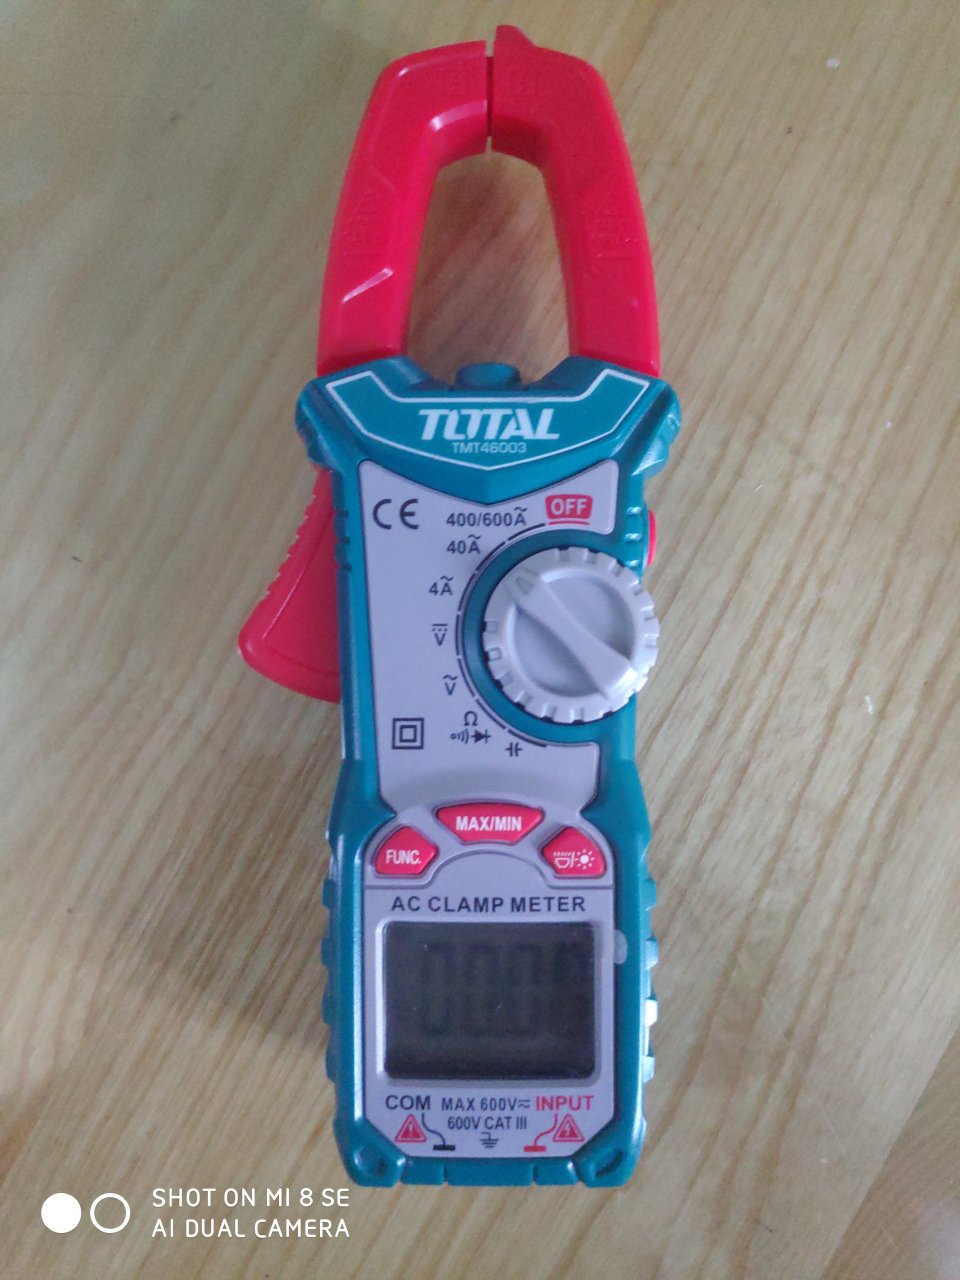 TOTAL
TMT46003
CE
400/600A
OFF
40A
4A
V
V
Ω
MAX/MIN
FUNC.
AC CLAMP METER
COM MAX 600V≂ INPUT
600V CAT III
SHOT ON MI 8 SE
AI DUAL CAMERA